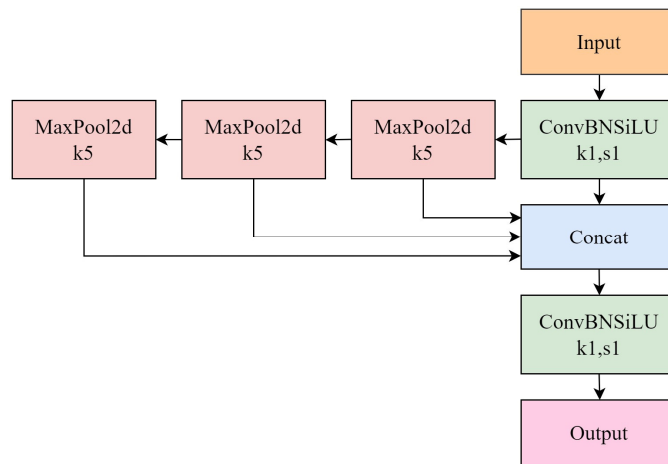 Input
MaxPool2d
k5
MaxPool2d
k5
MaxPool2d
k5
ConvBNSiLU
k1,s1
Concat
ConvBNSiLU
k1,s1
Output